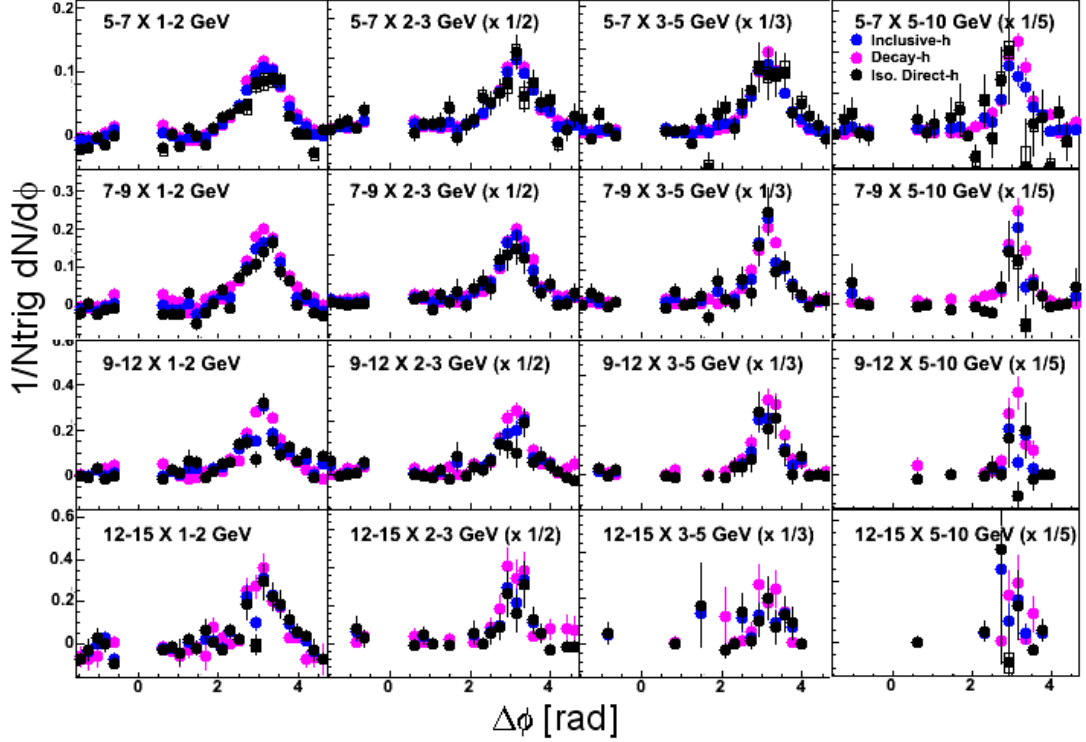 5-7 X 1-2 GeV
5-7 X 2-3 GeV (x 1/2)
5-7 X 3-5 GeV (x 1/3)
5-7 X 5-10 GeV (x 1/5)
Inclusive-h
Decay-h
Iso. Direct-h
0.2
0.1
0
7-9 X 1-2 GeV
7-9 X 2-3 GeV (x 1/2)
7-9 X 3-5 GeV (x 1/3)
7-9 X 5-10 GeV (x 1/5)
0.3
0.2
0.1
0
1/Ntrig dN/dϕ
9-12 X 1-2 GeV
9-12 X 2-3 GeV (x 1/2)
9-12 X 3-5 GeV (x 1/3)
9-12 X 5-10 GeV (x 1/5)
0.6
0.4
0.2
0
12-15 X 1-2 GeV
12-15 X 2-3 GeV (x 1/2)
12-15 X 3-5 GeV (x 1/3)
12-15 X 5-10 GeV (x 1/5)
0.6
0.4
0.2
0
0 2 4 0 2 4 0 2 4 0 2 4
Δϕ [rad]